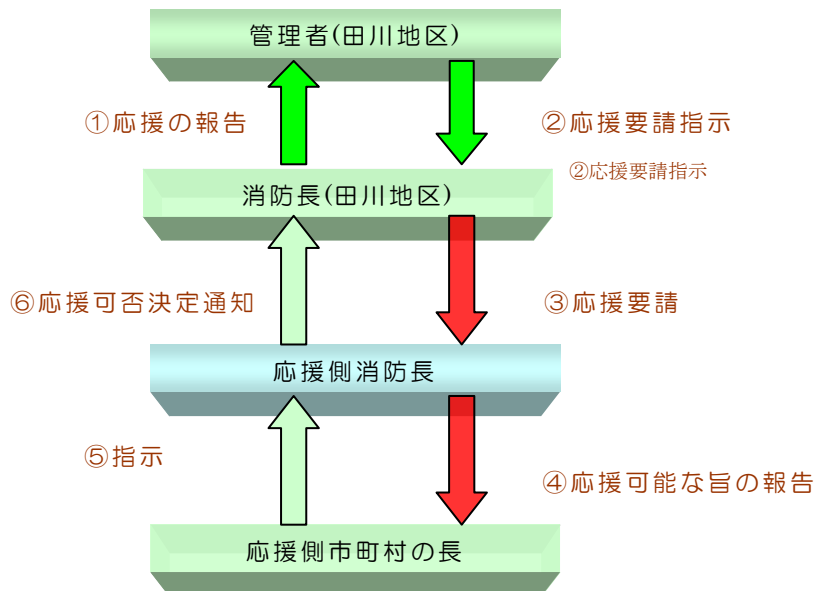 管理者(田川地区)
①応援の報告
②応援要請指示
②応援要請指示
消防長(田川地区)
⑥応援可否決定通知
③応援要請
応援側消防長
⑤指示
④応援可能な旨の報告
応援側市町村の長